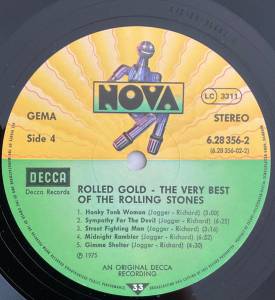 NOVA
GEMA
LC 3311
STEREO
Side 4
6.28 356-2
(6.28 356-02-2)
DECCA
Decca Records
ROLLED GOLD - THE VERY BEST
OF THE ROLLING STONES
1. Honky Tonk Women (Jagger - Richard) (3:00)
2. Sympathy For The Devil (Jagger - Richard) (6:25)
3. Street Fighting Man (Jagger - Richard) (3:10)
4. Midnight Rambler (Jagger - Richard) (6:52)
5. Gimme Shelter (Jagger - Richard) (4:30)
℗ 1975
AN ORIGINAL DECCA
RECORDING
33